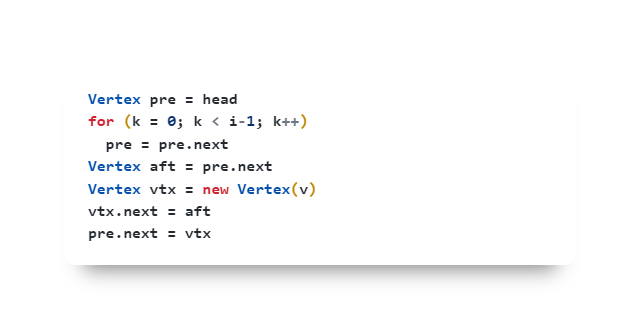 Vertex pre = head
for (k = 0; k < i-1; k++)
  pre = pre.next
Vertex aft = pre.next
Vertex vtx = new Vertex(v)
vtx.next = aft
pre.next = vtx